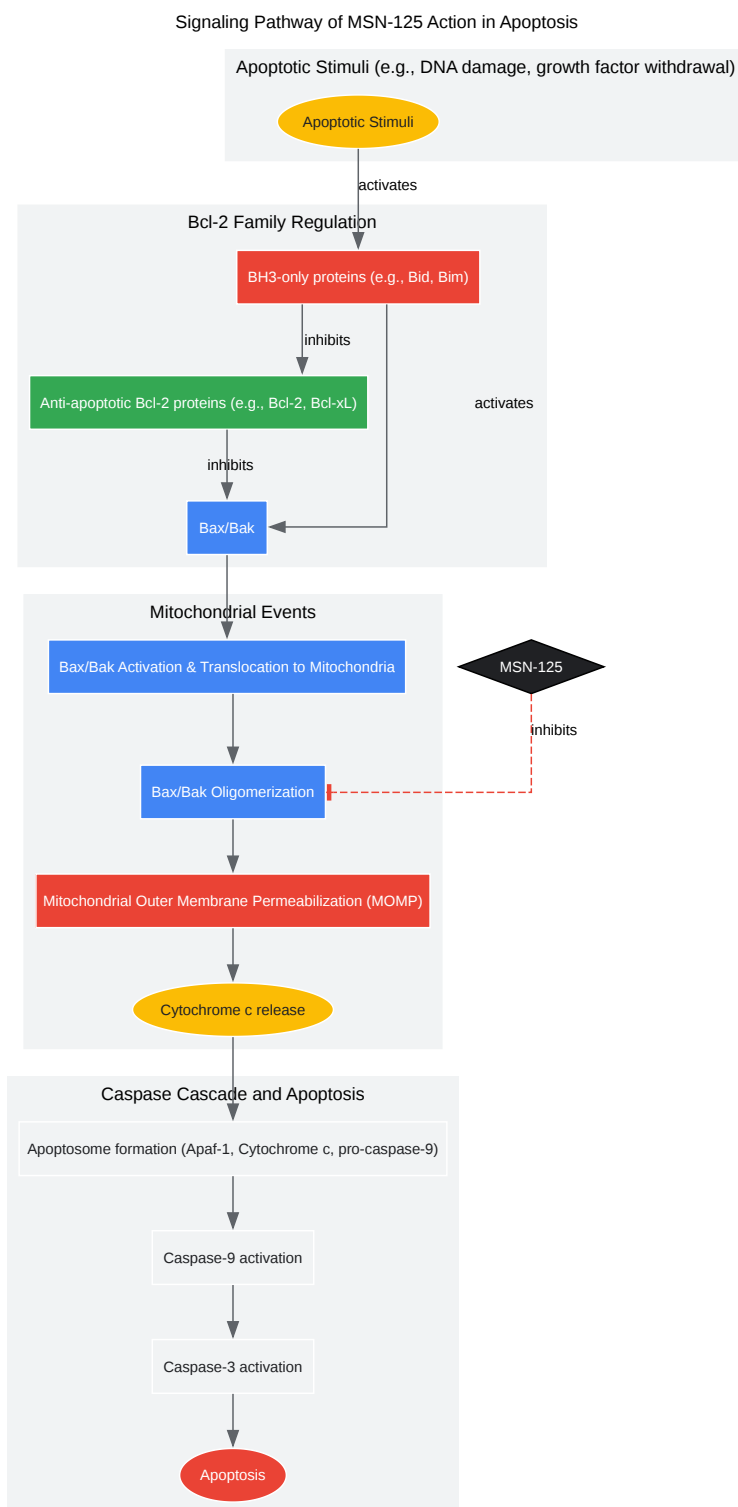 Signaling Pathway of MSN-125 Action in Apoptosis
Apoptotic Stimuli (e.g., DNA damage, growth factor withdrawal)
Apoptotic Stimuli
activates
Bcl-2 Family Regulation
BH3-only proteins (e.g., Bid, Bim)
inhibits
Anti-apoptotic Bcl-2 proteins (e.g., Bcl-2, Bcl-xL)
activates
inhibits
Bax/Bak
Mitochondrial Events
Bax/Bak Activation & Translocation to Mitochondria
MSN-125
inhibits
Bax/Bak Oligomerization
Mitochondrial Outer Membrane Permeabilization (MOMP)
Cytochrome c release
Caspase Cascade and Apoptosis
Apoptosome formation (Apaf-1, Cytochrome c, pro-caspase-9)
Caspase-9 activation
Caspase-3 activation
Apoptosis